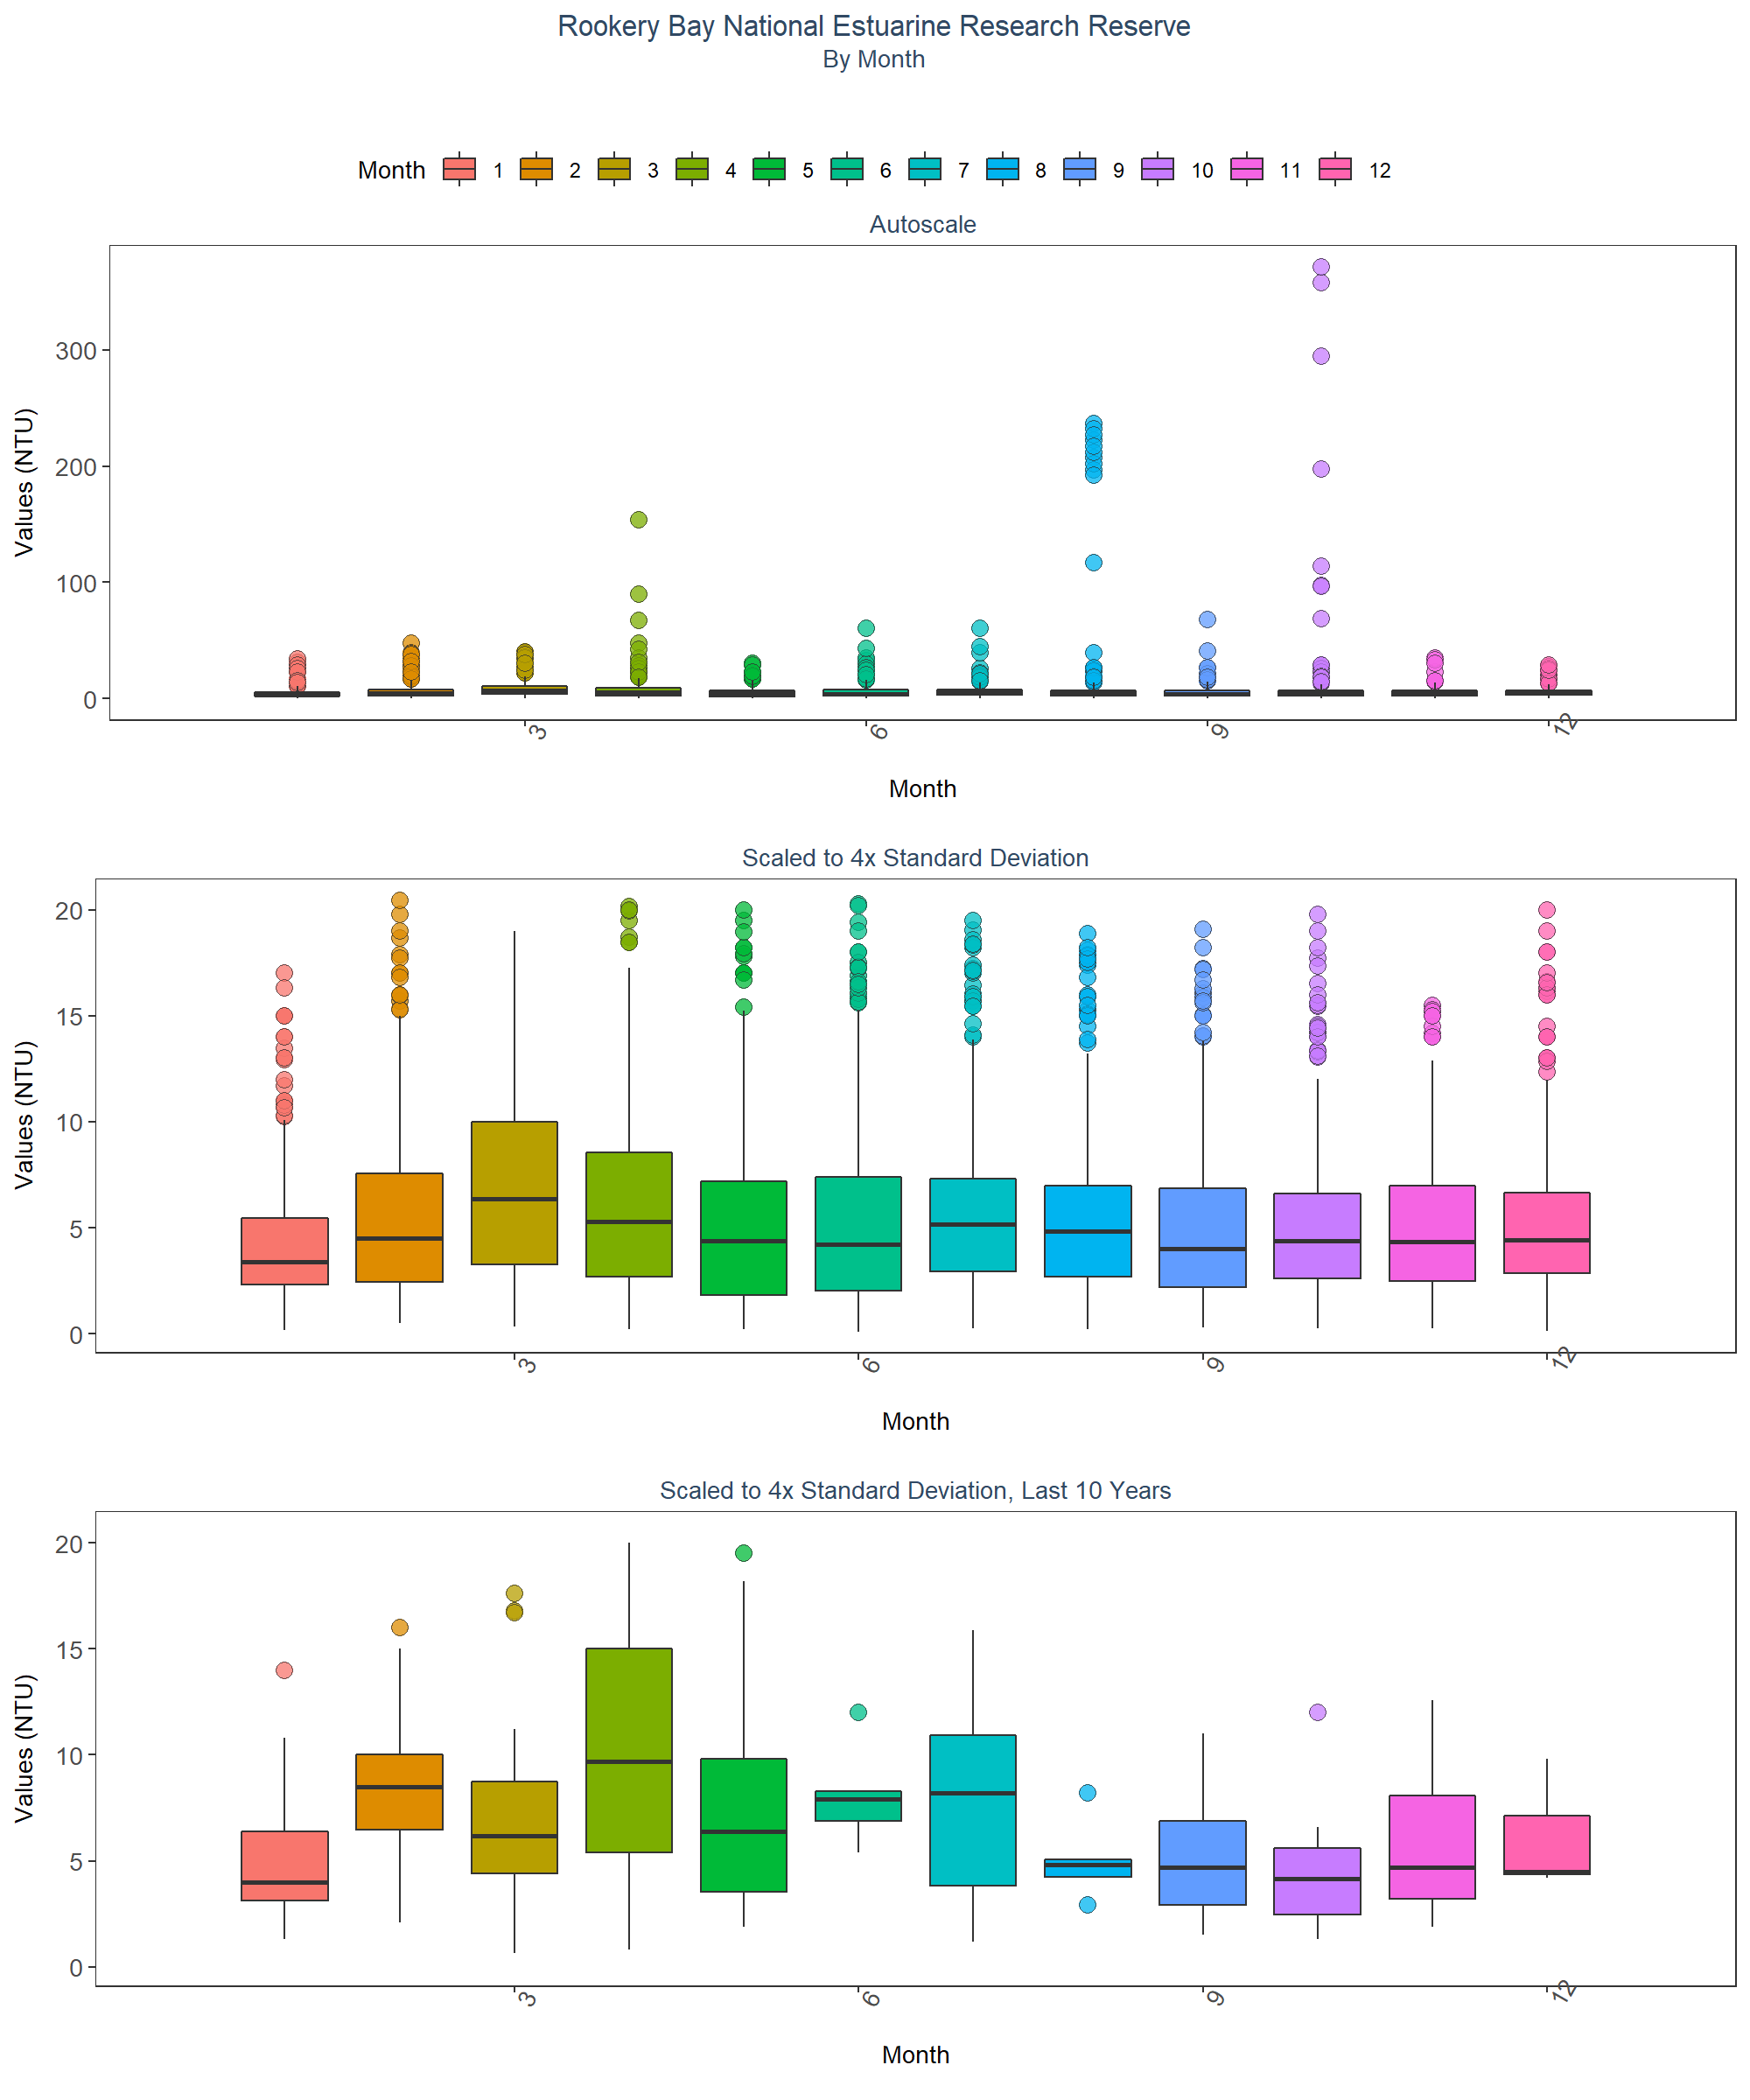 Rookery Bay National Estuarine Research Reserve
By Month
Month 1 2 3 4 5 6 7 8 9 10 11 12
Autoscale
Values (NTU)
300
200
100
0
3 6 9 12
Month
Scaled to 4x Standard Deviation
Values (NTU)
20
15
10
5
0
3 6 9 12
Month
Scaled to 4x Standard Deviation, Last 10 Years
Values (NTU)
20
15
10
5
0
3 6 9 12
Month